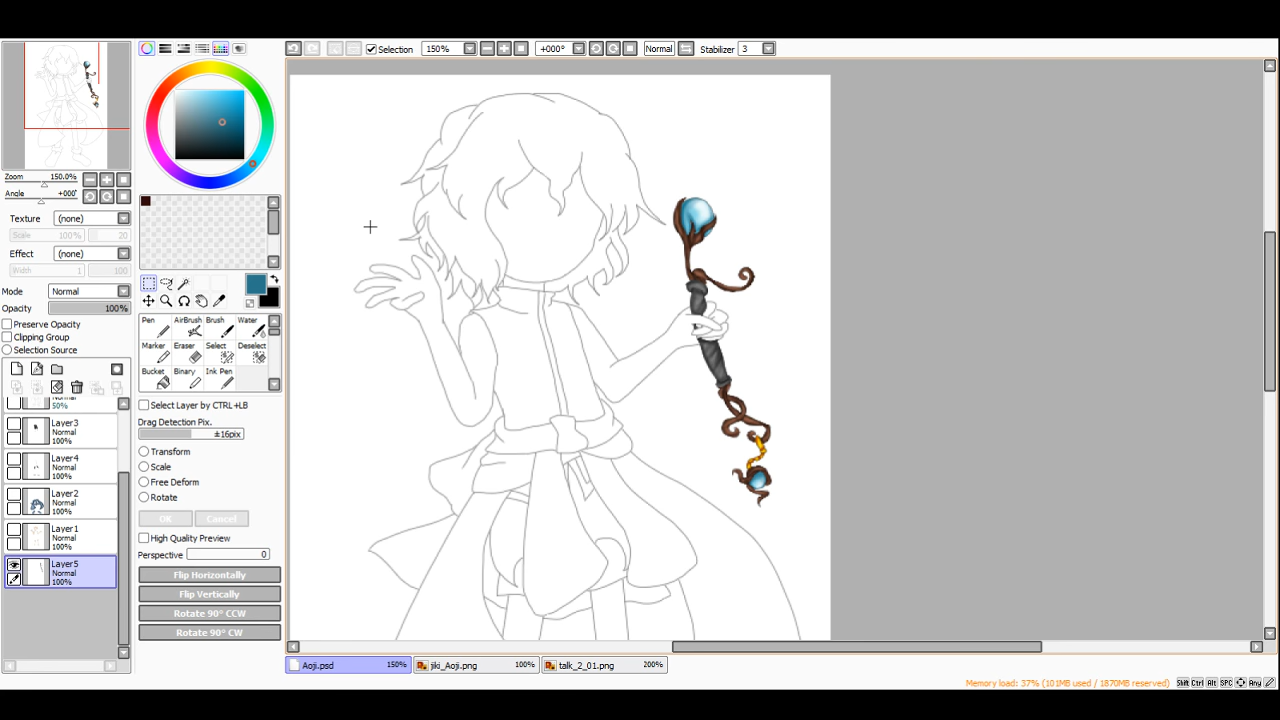 Selection 150% +000° Normal Stabilizer 3
Zoom 150.0%
Angle +000°
Texture (none)
Scale 100% 20
Effect (none)
Width 1 100
Mode Normal
Opacity 100%
Preserve Opacity
Clipping Group
Selection Source
50%
Layer3
Normal
100%
Layer4
Normal
100%
Layer2
Normal
100%
Layer1
Normal
100%
Layer5
Normal
100%
Pen AirBrush Brush Water
Marker Eraser Select Deselect
Bucket Binary Ink Pen
Select Layer by CTRL+LB
Drag Detection Pix.
±16pix
Transform
Scale
Free Deform
Rotate
OK Cancel
High Quality Preview
Perspective 0
Flip Horizontally
Flip Vertically
Rotate 90° CCW
Rotate 90° CW
Aoji.psd 150% jiki_Aoji.png 100% talk_2_01.png 200%
Memory load: 37% (101MB used / 1870MB reserved) Shift Ctrl Alt SPC Any